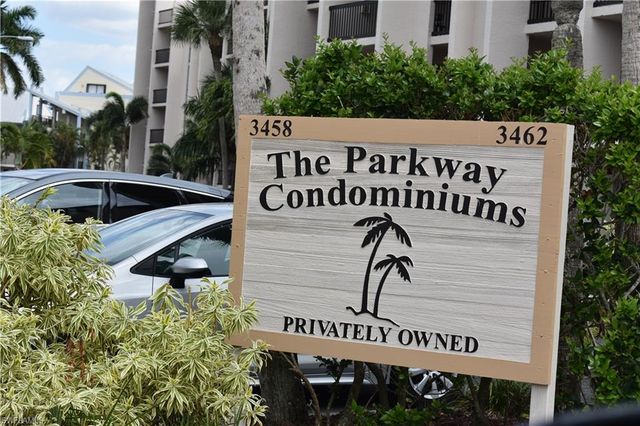 3458 3462
The Parkway
Condominiums
PRIVATELY OWNED